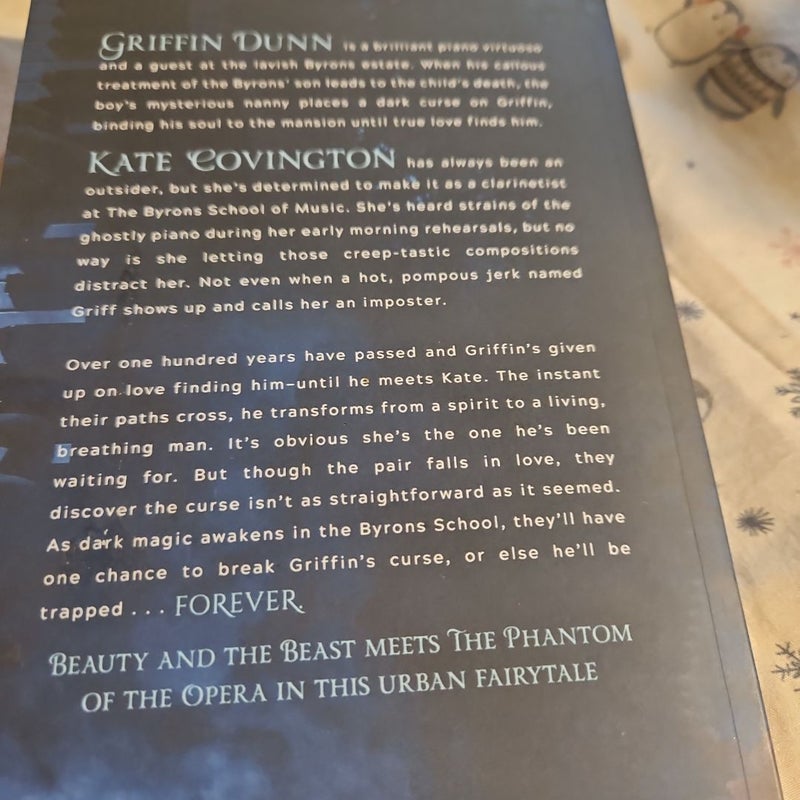 GRIFFIN DUNN is a brilliant piano virtuoso
and a guest at the lavish Byrons estate. When his callous
treatment of the Byrons' son leads to the child's death, the
boy's mysterious nanny places a dark curse on Griffin,
binding his soul to the mansion until true love finds him.
KATE COVINGTON has always been an
outsider, but she's determined to make it as a clarinetist
at The Byrons School of Music. She's heard strains of the
ghostly piano during her early morning rehearsals, but no
way is she letting those creep-tastic compositions
distract her. Not even when a hot, pompous jerk named
Griff shows up and calls her an imposter.
Over one hundred years have passed and Griffin's given
up on love finding him–until he meets Kate. The instant
their paths cross, he transforms from a spirit to a living,
breathing man. It's obvious she's the one he's been
waiting for. But though the pair falls in love, they
discover the curse isn't as straightforward as it seemed.
As dark magic awakens in the Byrons School, they'll have
one chance to break Griffin's curse, or else he'll be
trapped . . . FOREVER
BEAUTY AND THE BEAST MEETS THE PHANTOM
OF THE OPERA IN THIS URBAN FAIRYTALE